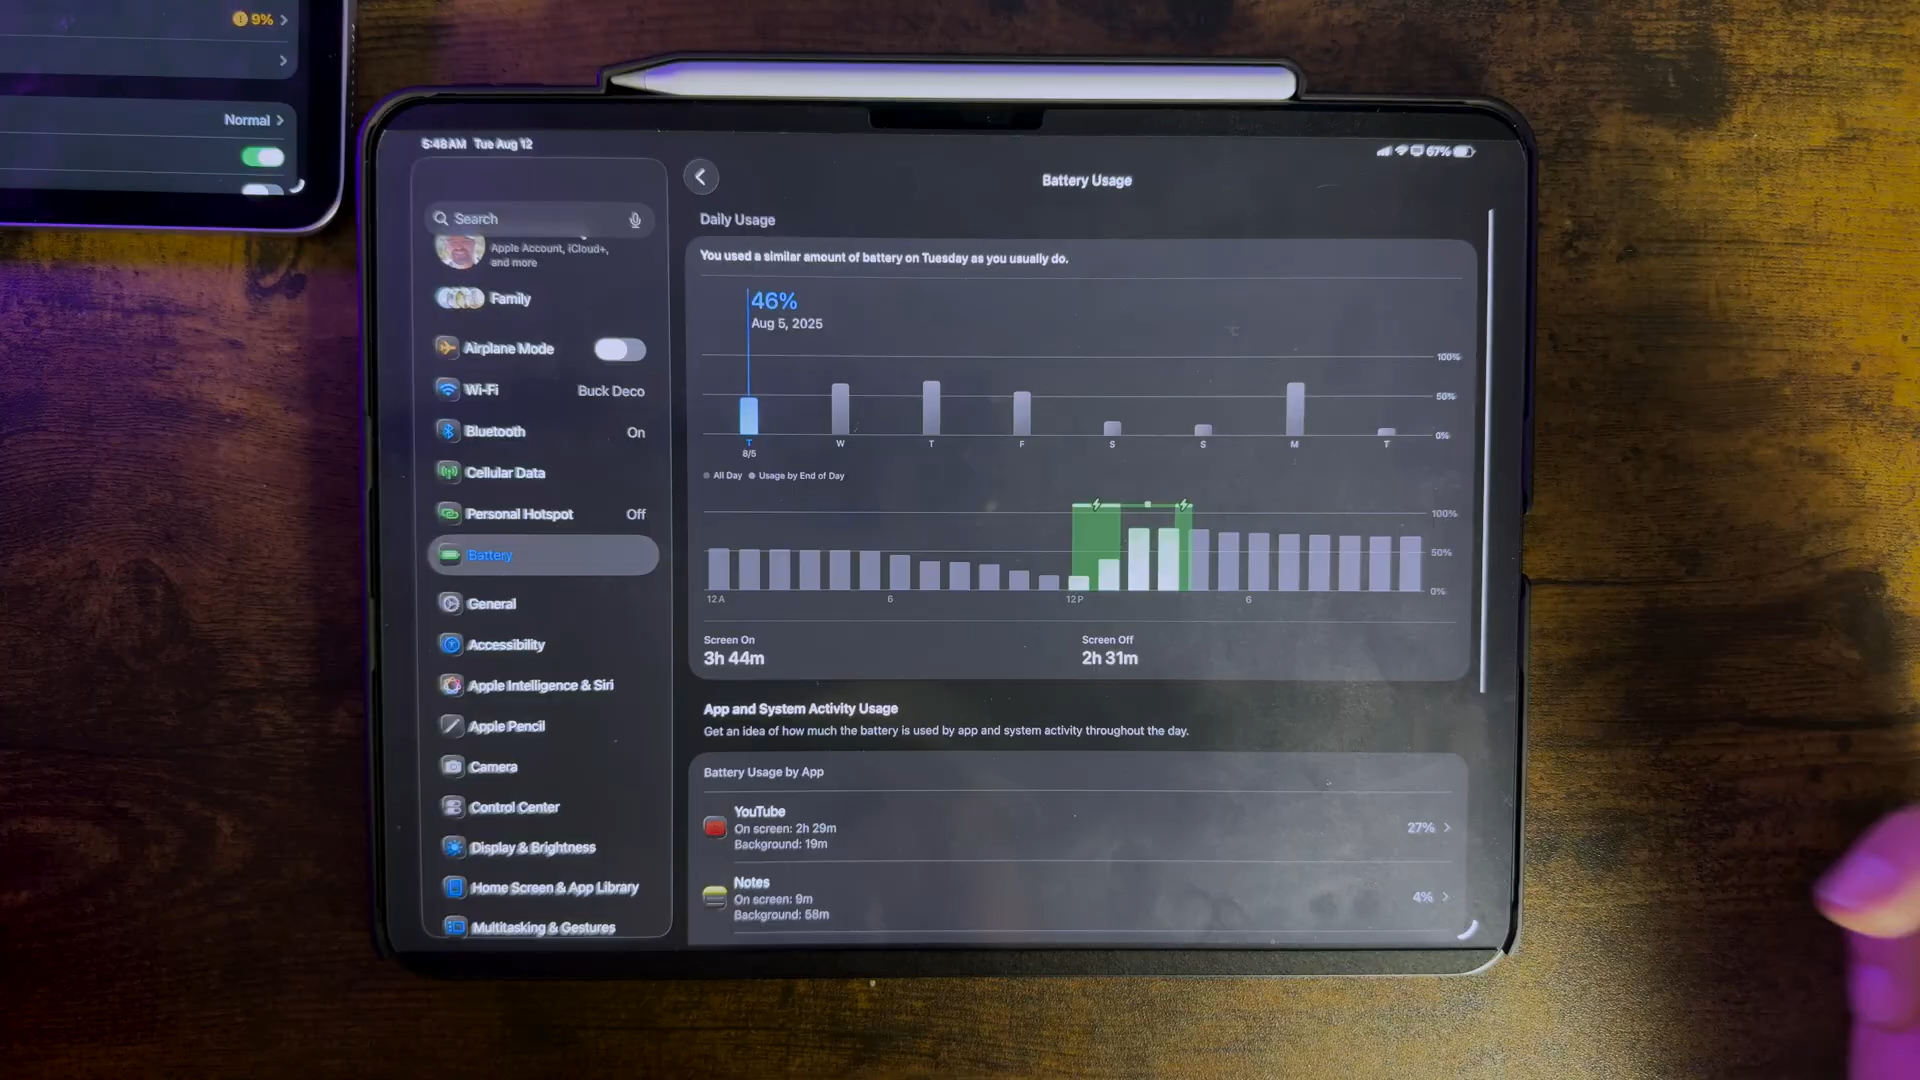 9%
Normal
5:48AM Tue Aug 12
67%
Search
Apple Account, iCloud+,
and more
Family
Airplane Mode
Wi-Fi
Buck Deco
Bluetooth
On
Cellular Data
Personal Hotspot
Off
Battery
General
Accessibility
Apple Intelligence & Siri
Apple Pencil
Camera
Control Center
Display & Brightness
Home Screen & App Library
Multitasking & Gestures
Battery Usage
Daily Usage
You used a similar amount of battery on Tuesday as you usually do.
46%
Aug 5, 2025
100%
50%
0%
T W T F S S M T
8/5
All Day Usage by End of Day
100%
50%
0%
12 A 6 12 P 6
Screen On
3h 44m
Screen Off
2h 31m
App and System Activity Usage
Get an idea of how much the battery is used by app and system activity throughout the day.
Battery Usage by App
YouTube
On screen: 2h 29m
Background: 19m
27%
Notes
On screen: 9m
Background: 58m
4%